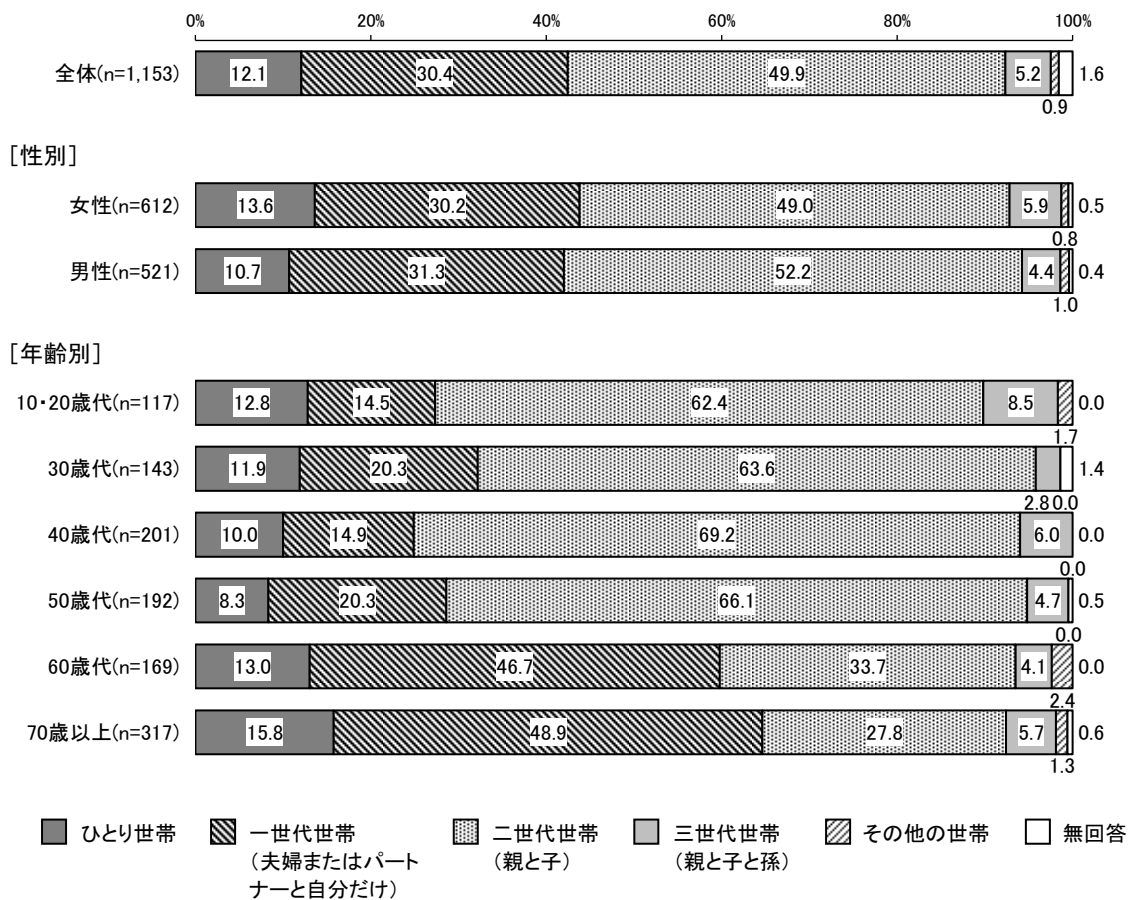 0% 20% 40% 60% 80% 100%
全体(n=1,153) 12.1 30.4 49.9 5.2 1.6
0.9
［性別］
女性(n=612) 13.6 30.2 49.0 5.9 0.5
0.8
男性(n=521) 10.7 31.3 52.2 4.4 0.4
1.0
［年齢別］
10・20歳代(n=117) 12.8 14.5 62.4 8.5 0.0
1.7
30歳代(n=143) 11.9 20.3 63.6 1.4
2.8 0.0
40歳代(n=201) 10.0 14.9 69.2 6.0 0.0
0.0
50歳代(n=192) 8.3 20.3 66.1 4.7 0.5
0.0
60歳代(n=169) 13.0 46.7 33.7 4.1 0.0
2.4
70歳以上(n=317) 15.8 48.9 27.8 5.7 0.6
1.3
ひとり世帯
一世代世帯
（夫婦またはパート
ナーと自分だけ）
二世代世帯
（親と子）
三世代世帯
（親と子と孫）
その他の世帯
無回答